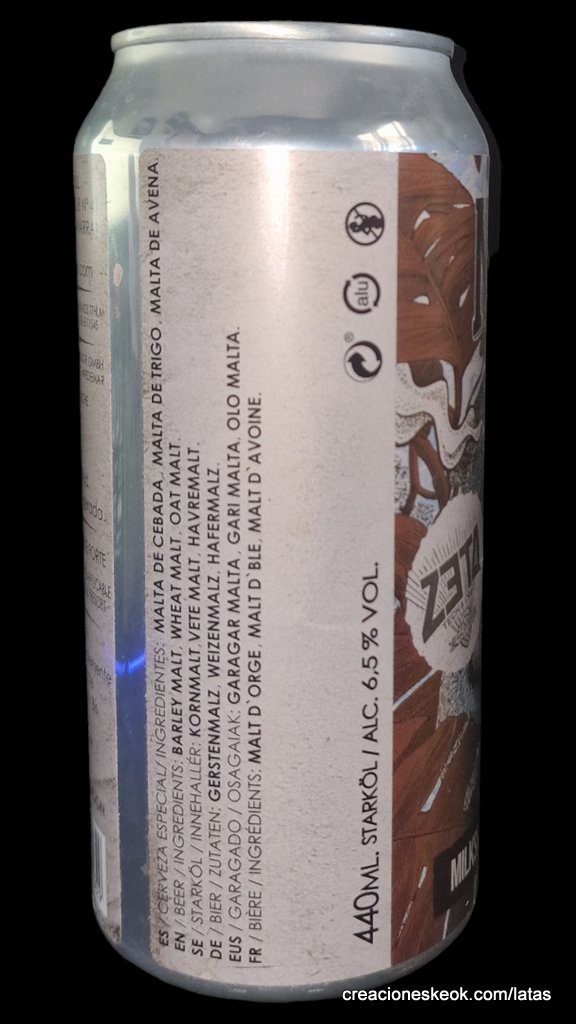 ES / CERVEZA ESPECIAL/ INGREDIENTES: MALTA DE CEBADA, MALTA DE TRIGO, MALTA DE AVENA.
EN / BEER / INGREDIENTS: BARLEY MALT, WHEAT MALT, OAT MALT.
SE / STARKÖL / INNEHALLÉR: KORNMALT, VETE MALT, HAVREMALT.
DE / BIER / ZUTATEN: GERSTENMALZ, WEIZENMALZ, HAFERMALZ.
EUS / GARAGADO / OSAGAIAK: GARAGAR MALTA, GARI MALTA, OLO MALTA.
FR / BIÈRE / INGRÉDIENTS: MALT D`ORGE, MALT D`BLE, MALT D`AVOINE.
440ML. STARKÖL / ALC. 6,5 % VOL.
alu
®
ZETA
MILKS
creacioneskeok.com/latas